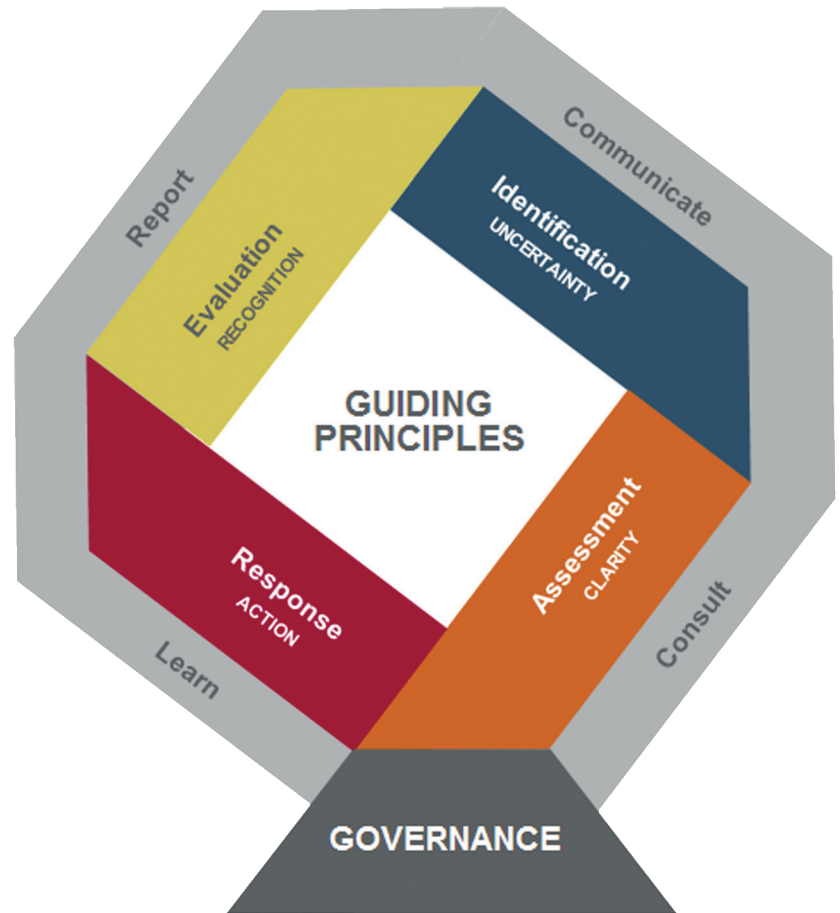 Communicate
Report
Identification
UNCERTAINTY
Evaluation
RECOGNITION
GUIDING
PRINCIPLES
Assessment
CLARITY
Response
ACTION
Consult
Learn
GOVERNANCE